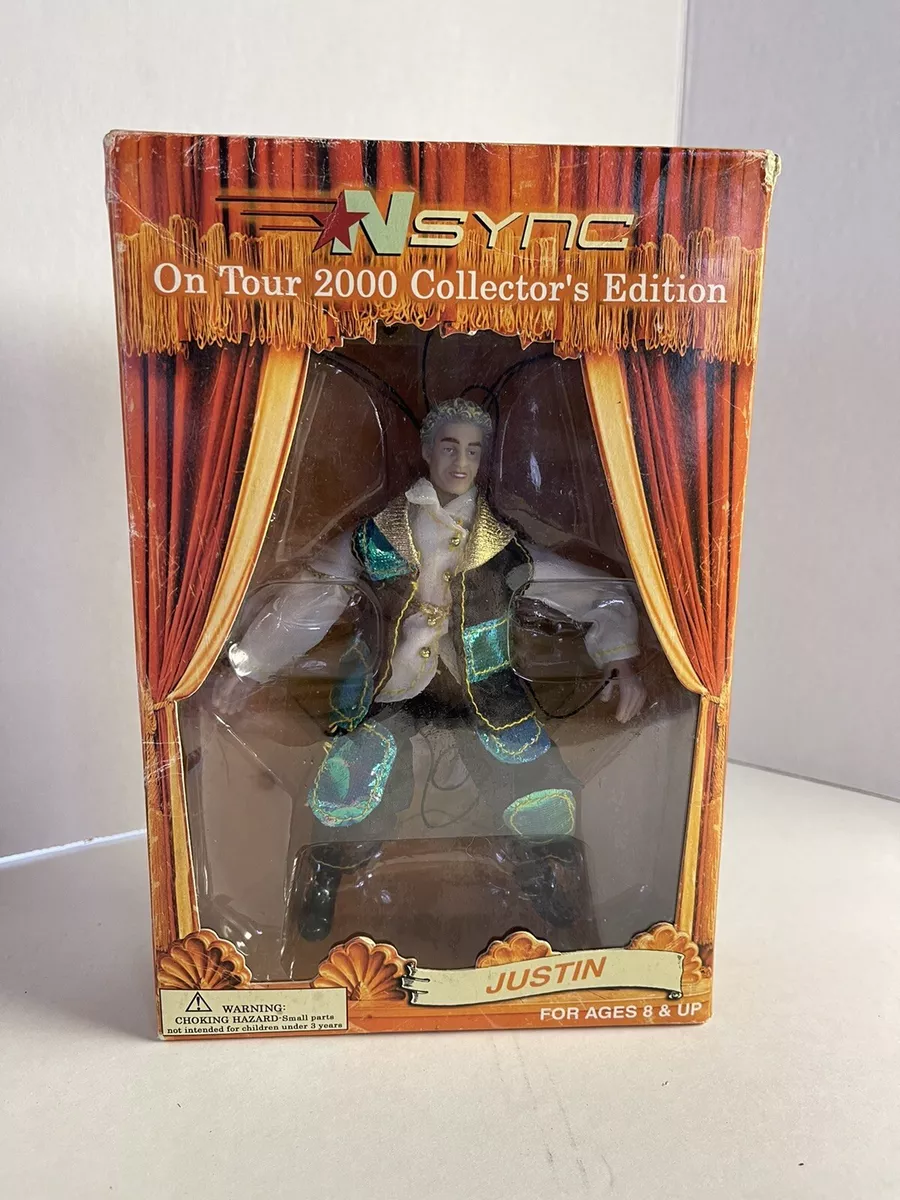 NSYNC
On Tour 2000 Collector's Edition
JUSTIN
FOR AGES 8 & UP
WARNING:
CHOKING HAZARD-Small parts
not intended for children under 3 years